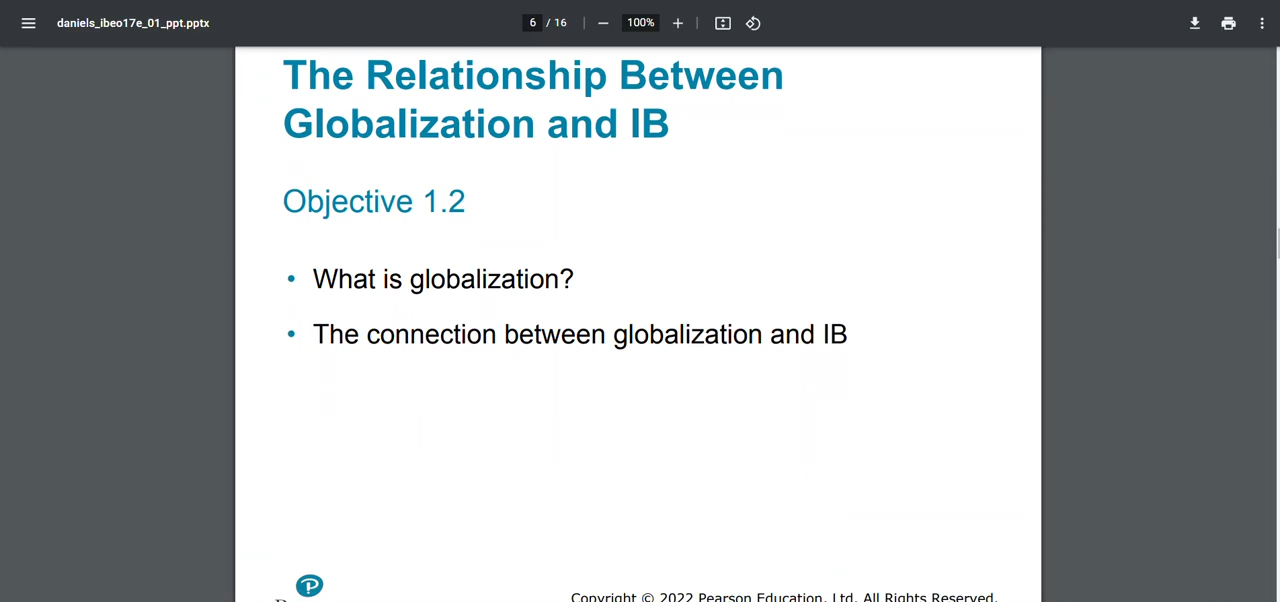 daniels_ibeo17e_01_ppt.pptx
6 / 16
100%
The Relationship Between
Globalization and IB
Objective 1.2
• What is globalization?
• The connection between globalization and IB
Copyright © 2022 Pearson Education, Ltd. All Rights Reserved.